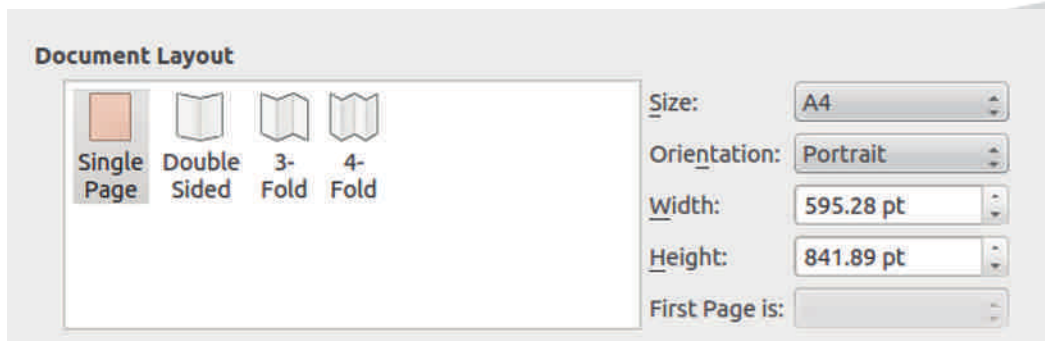 Document Layout
Single Page
Double Sided
3-Fold
4-Fold
Size: A4
Orientation: Portrait
Width: 595.28 pt
Height: 841.89 pt
First Page is: